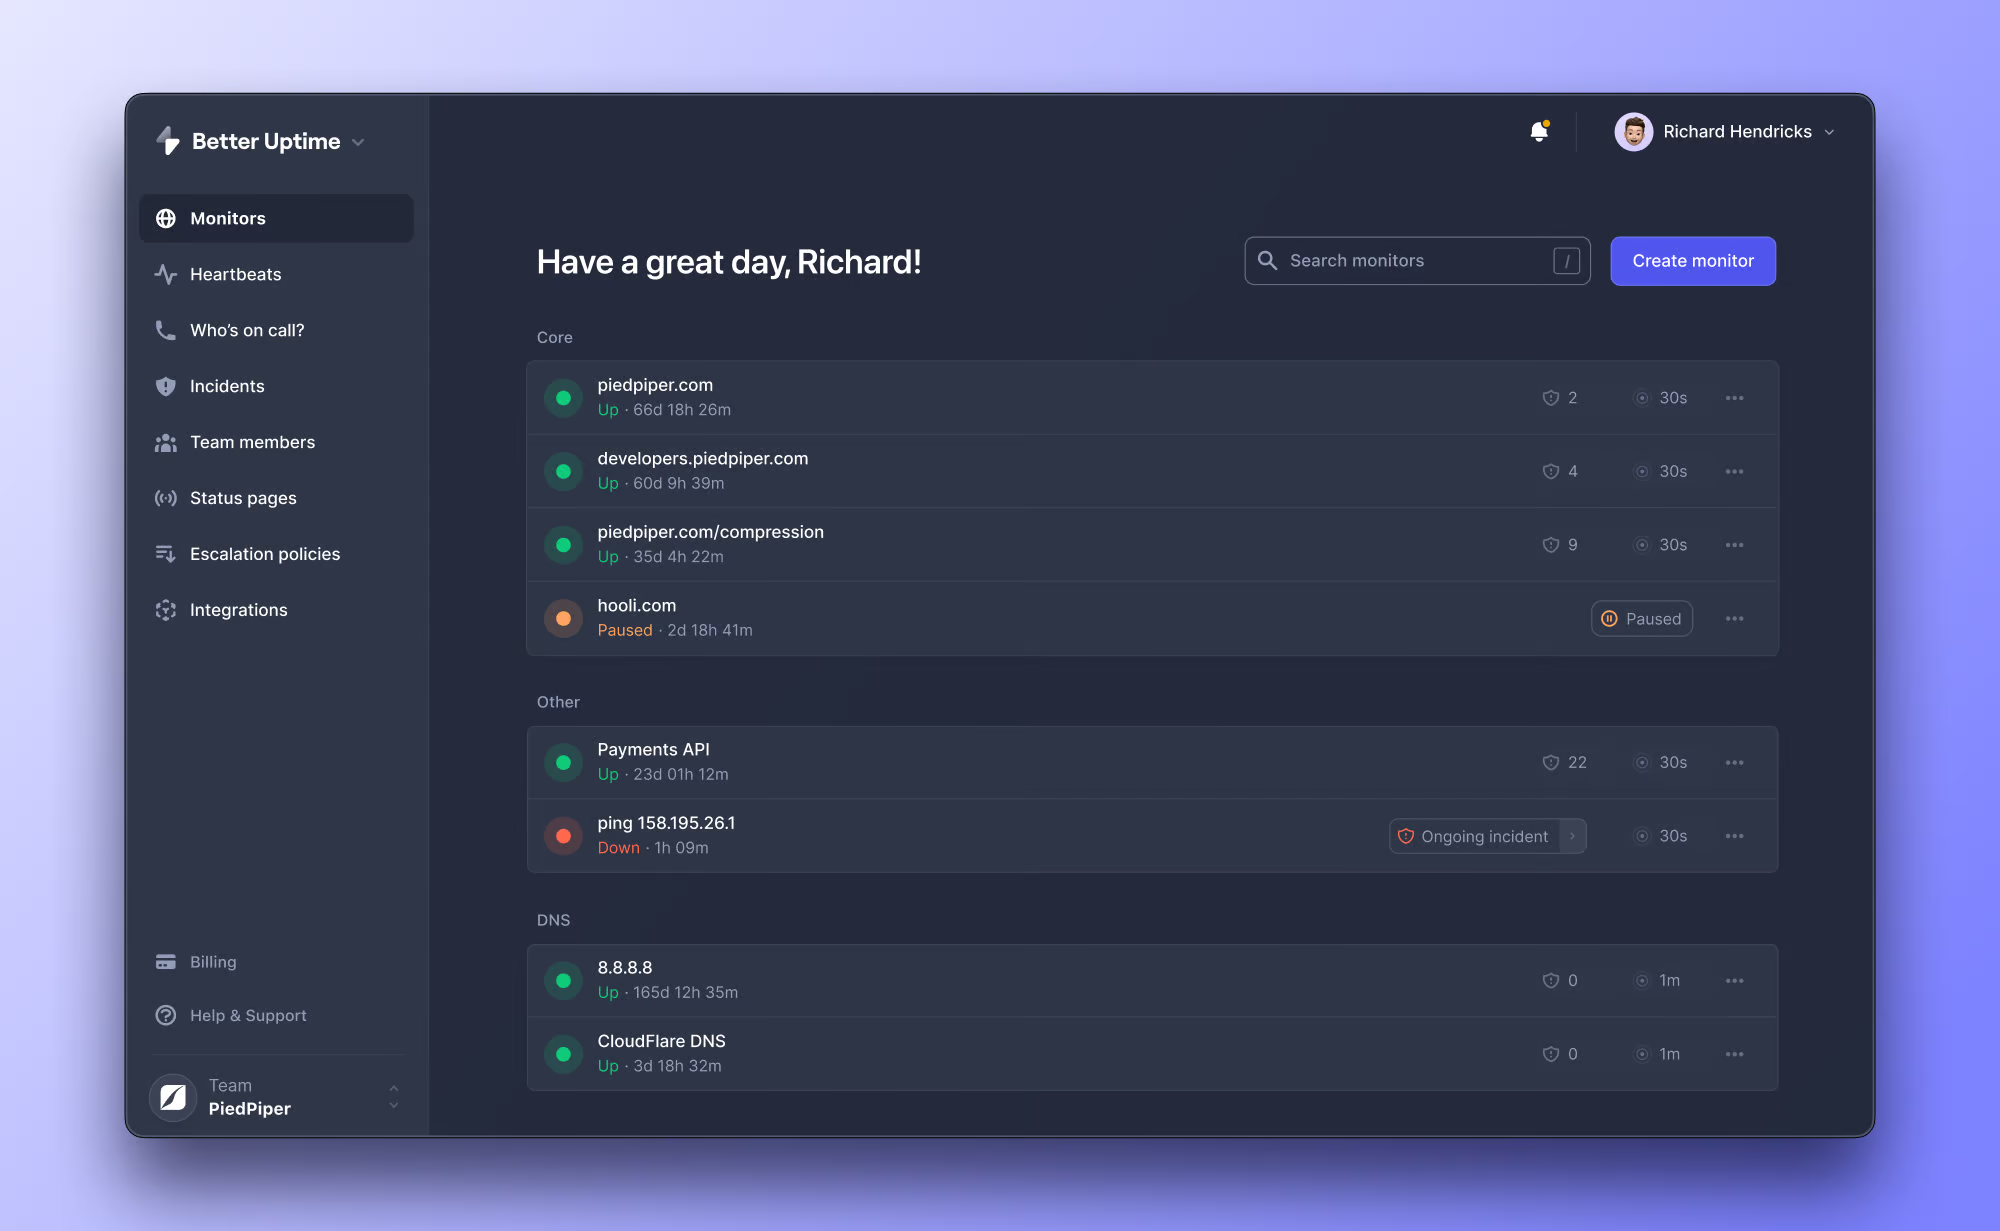 Better Uptime
Monitors
Heartbeats
Who's on call?
Incidents
Team members
Status pages
Escalation policies
Integrations
Billing
Help & Support
Team
PiedPiper
Richard Hendricks
Have a great day, Richard!
Search monitors
/
Create monitor
Core
piedpiper.com
Up · 66d 18h 26m
2
30s
developers.piedpiper.com
Up · 60d 9h 39m
4
30s
piedpiper.com/compression
Up · 35d 4h 22m
9
30s
hooli.com
Paused · 2d 18h 41m
Paused
Other
Payments API
Up · 23d 01h 12m
22
30s
ping 158.195.26.1
Down · 1h 09m
Ongoing incident
30s
DNS
8.8.8.8
Up · 165d 12h 35m
0
1m
CloudFlare DNS
Up · 3d 18h 32m
0
1m